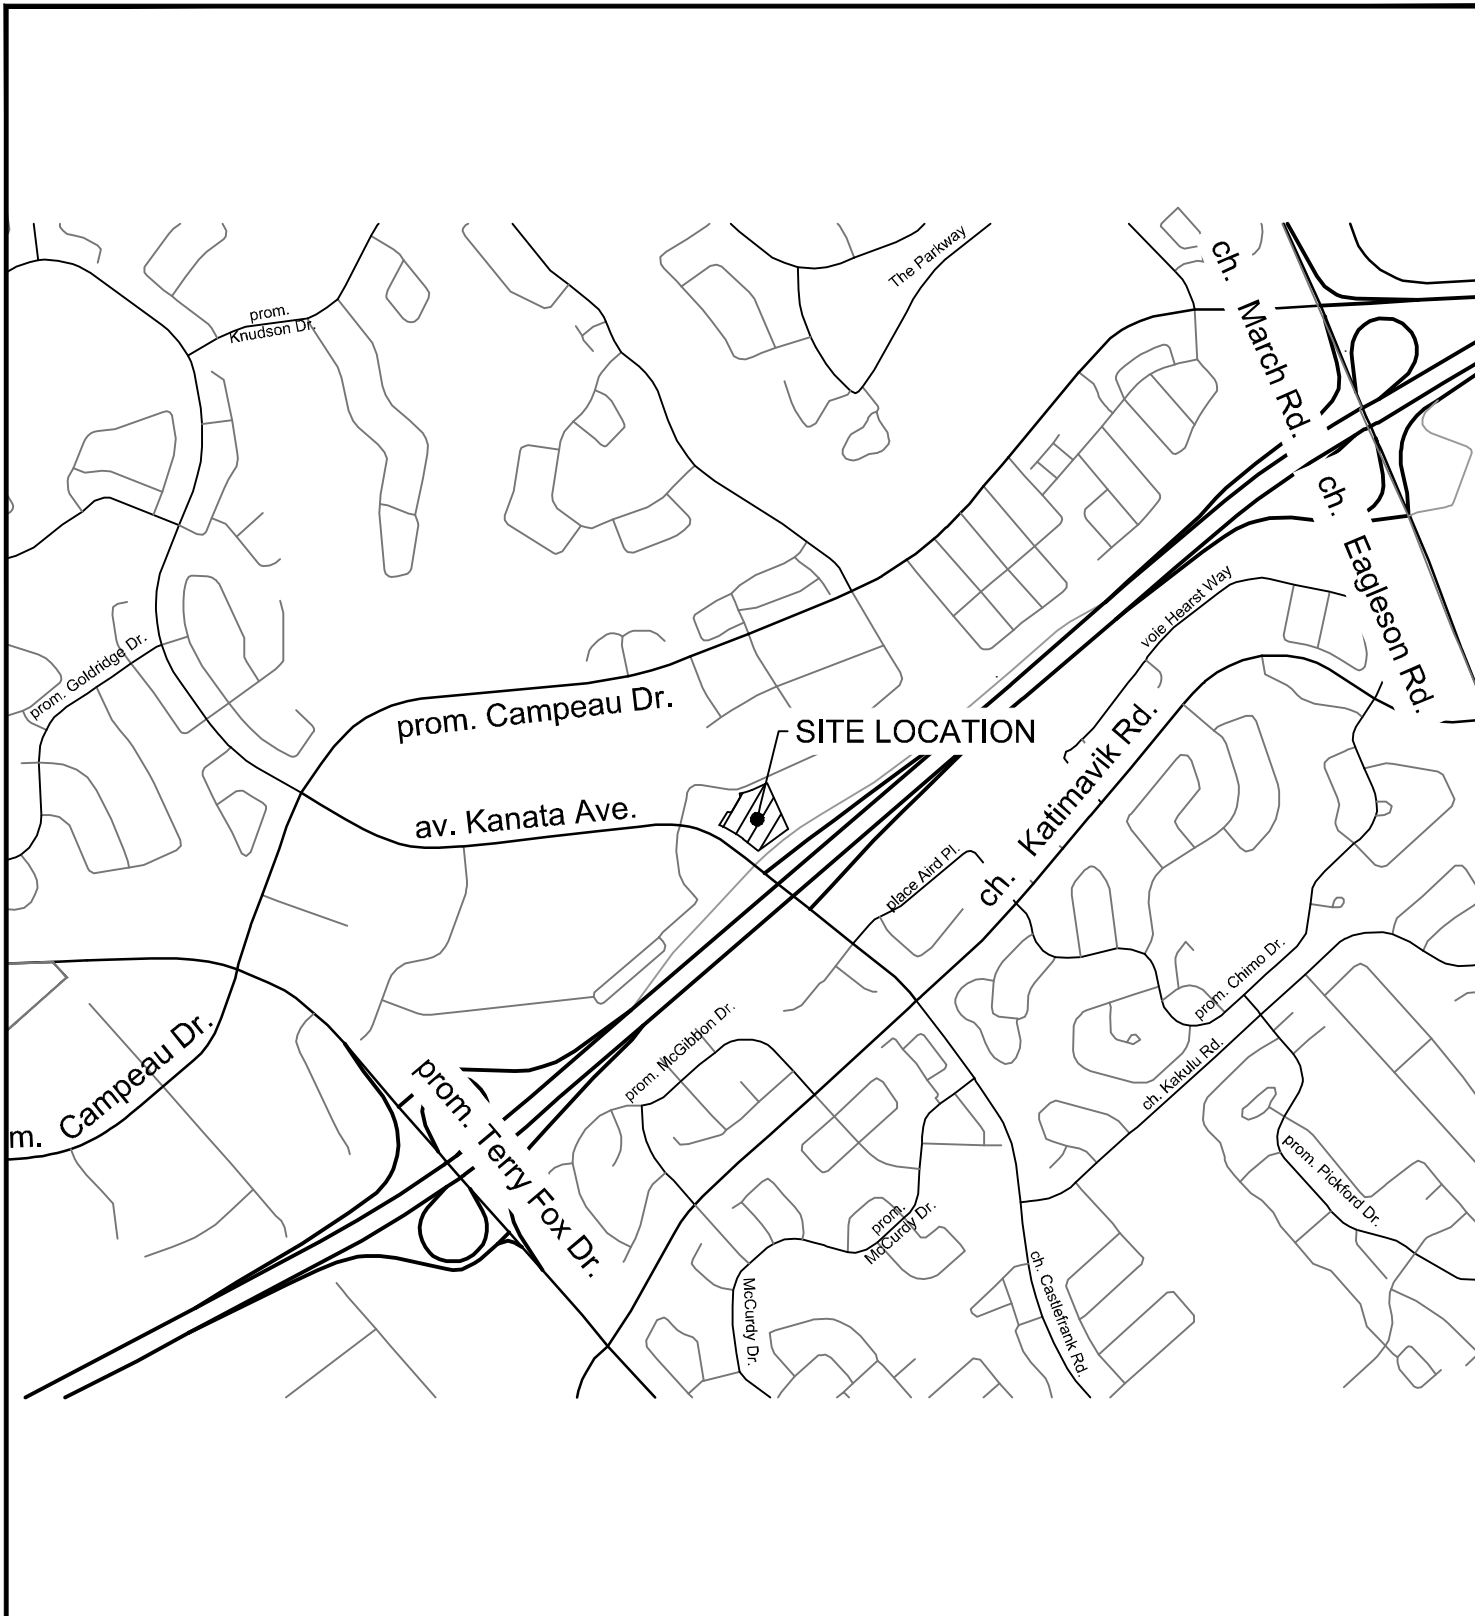 ch. March Rd.
The Parkway
prom.
Knudson Dr.
ch. Eagleson Rd.
voie Hearst Way
prom. Goldridge Dr.
prom. Campeau Dr.
SITE LOCATION
ch. Katimavik Rd.
av. Kanata Ave.
place Aird Pl.
prom. Chimo Dr.
m. Campeau Dr.
prom. McGibbon Dr.
ch. Kakulu Rd.
prom. Terry Fox Dr.
prom. Pickford Dr.
prom.
McCurdy Dr.
McCurdy Dr.
ch. Castlefrank Rd.